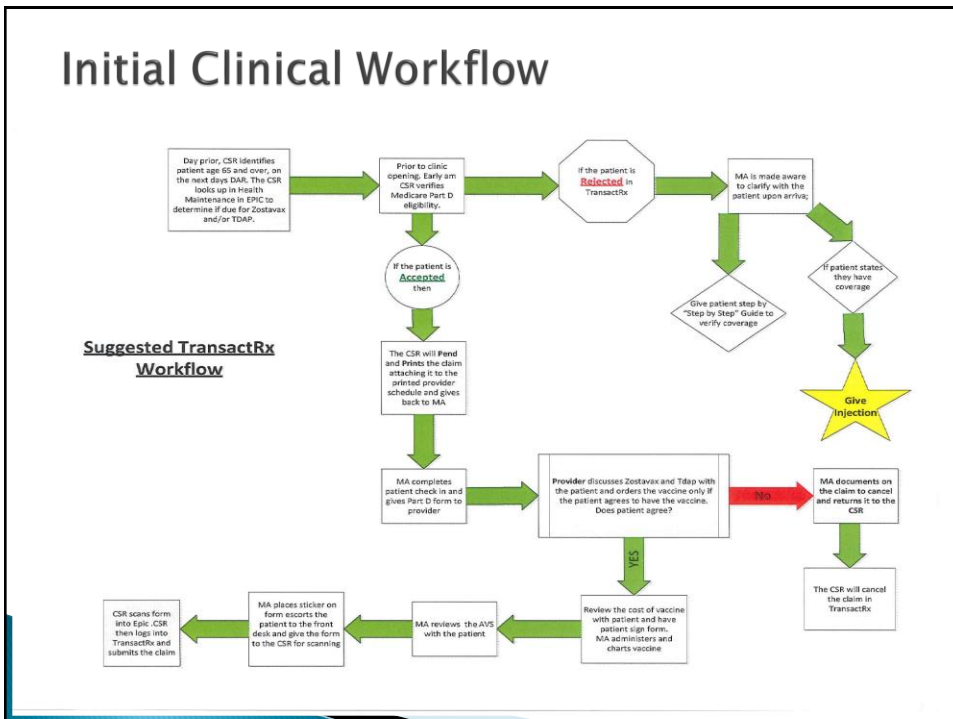 Initial Clinical Workflow
Day prior, CSR identifies
patient age 65 and over, on
the next days DAR. The CSR
looks up in Health
Maintenance in EPIC to
determine if due for Zostavax
and/or TDAP.
Prior to clinic
opening. Early am
CSR verifies
Medicare Part D
eligibility.
If the patient is
Rejected in
TransactRx
MA is made aware
to clarify with the
patient upon arriva;
If the patient is
Accepted
then
Give patient step by
"Step by Step" Guide to
verify coverage
If patient states
they have
coverage
Suggested TransactRx
Workflow
The CSR will Pend
and Prints the claim
attaching it to the
printed provider
schedule and gives
back to MA
Give
Injection
MA completes
patient check in and
gives Part D form to
provider
Provider discusses Zostavax and Tdap with
the patient and orders the vaccine only if
the patient agrees to have the vaccine.
Does patient agree?
No
MA documents on
the claim to cancel
and returns it to the
CSR
YES
The CSR will cancel
the claim in
TransactRx
CSR scans form
into Epic .CSR
then logs into
TransactRx and
submits the claim
MA places sticker on
form escorts the
patient to the front
desk and give the form
to the CSR for scanning
MA reviews the AVS
with the patient
Review the cost of vaccine
with patient and have
patient sign form.
MA administers and
charts vaccine